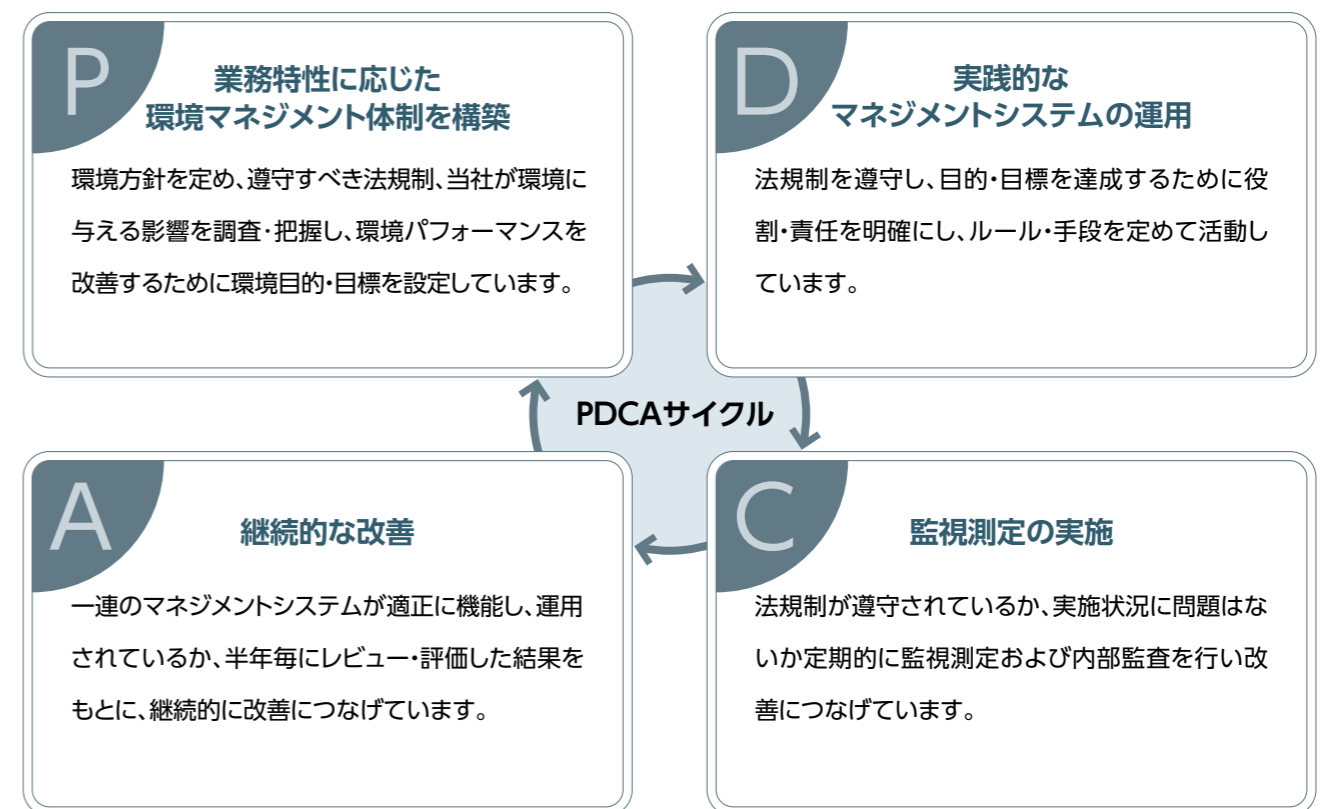 P
業務特性に応じた
環境マネジメント体制を構築
環境方針を定め、遵守すべき法規制、当社が環境に
与える影響を調査・把握し、環境パフォーマンスを
改善するために環境目的・目標を設定しています。
D
実践的な
マネジメントシステムの運用
法規制を遵守し、目的・目標を達成するために役
割・責任を明確にし、ルール・手段を定めて活動し
ています。
PDCAサイクル
A
継続的な改善
一連のマネジメントシステムが適正に機能し、運用
されているか、半年毎にレビュー・評価した結果を
もとに、継続的に改善につなげています。
C
監視測定の実施
法規制が遵守されているか、実施状況に問題はな
いか定期的に監視測定および内部監査を行い改
善につなげています。